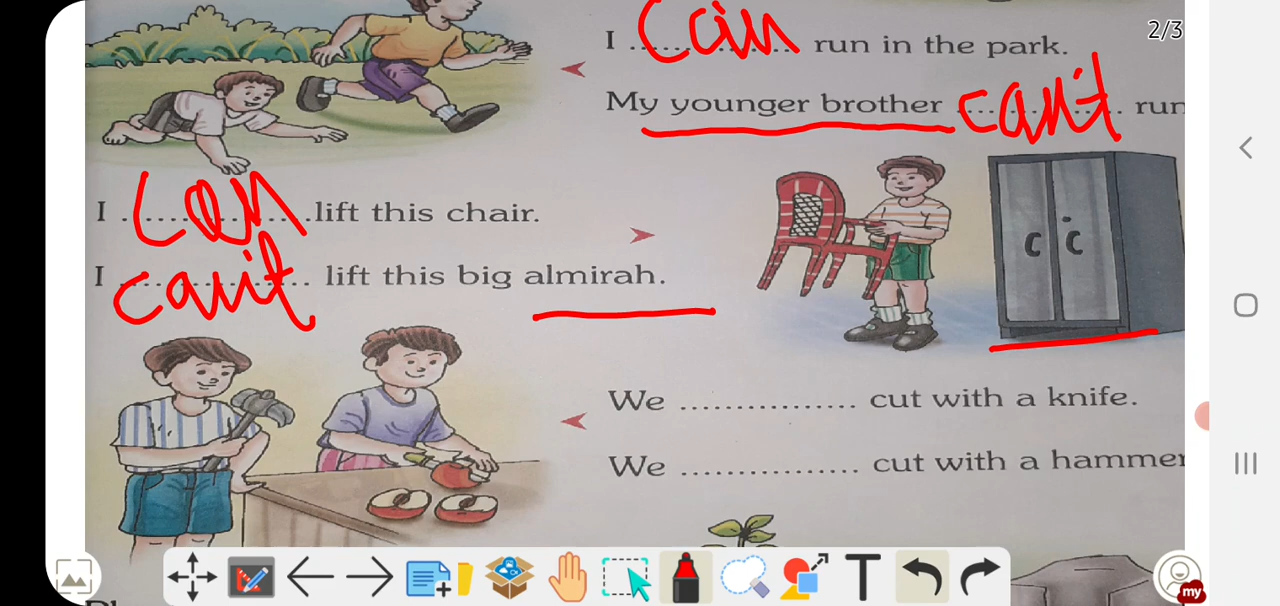 I ........ can run in the park.
2/3
My younger brother can't run
I ........ can lift this chair.
I ........ can't lift this big almirah.
We ............... cut with a knife.
We ............... cut with a hammer
my